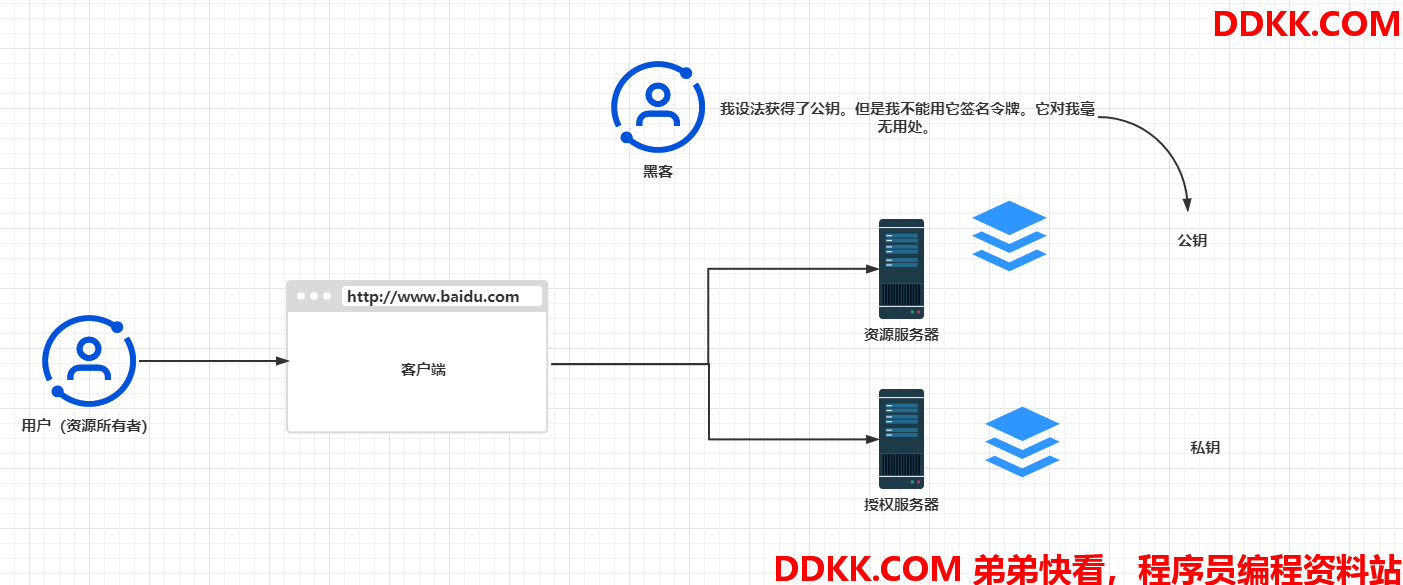 DDKK.COM
我设法获得了公钥。但是我不能用它签名令牌。它对我毫
无用处。
黑客
公钥
http://www.baidu.com
资源服务器
客户端
用户（资源所有者）
私钥
授权服务器
DDKK.COM 弟弟快看，程序员编程资料站